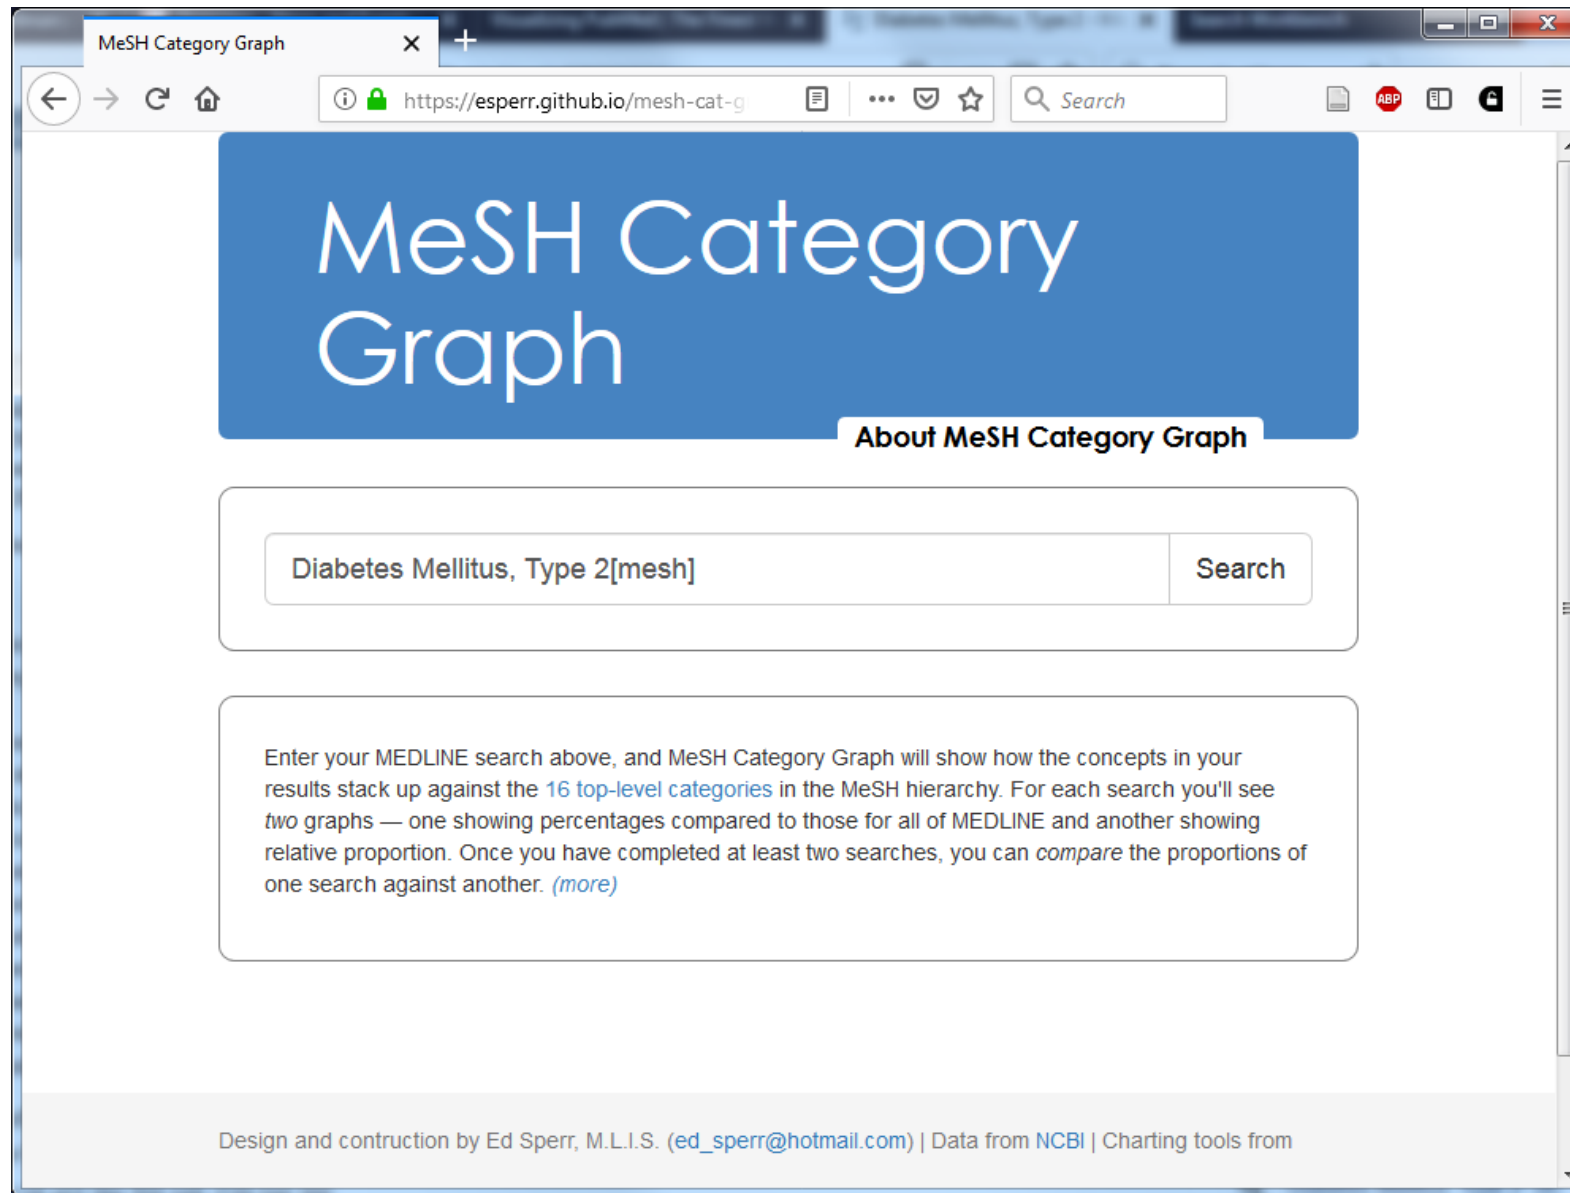 MeSH Category Graph
https://esperr.github.io/mesh-cat-g
Search
ABP
MeSH Category
Graph
About MeSH Category Graph
Diabetes Mellitus, Type 2[mesh]
Search
Enter your MEDLINE search above, and MeSH Category Graph will show how the concepts in your
results stack up against the 16 top-level categories in the MeSH hierarchy. For each search you'll see
two graphs — one showing percentages compared to those for all of MEDLINE and another showing
relative proportion. Once you have completed at least two searches, you can compare the proportions of
one search against another. (more)
Design and contruction by Ed Sperr, M.L.I.S. (ed_sperr@hotmail.com) | Data from NCBI | Charting tools from